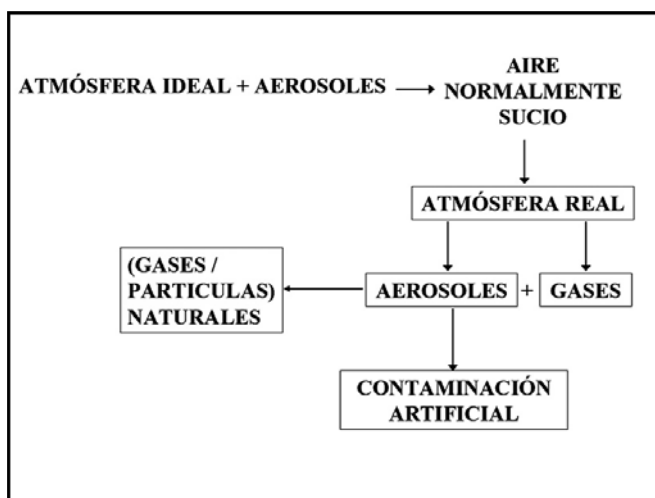 ATMÓSFERA IDEAL + AEROSOLES
AIRE
NORMALMENTE
SUCIO
ATMÓSFERA REAL
(GASES /
PARTICULAS)
NATURALES
AEROSOLES + GASES
CONTAMINACIÓN
ARTIFICIAL